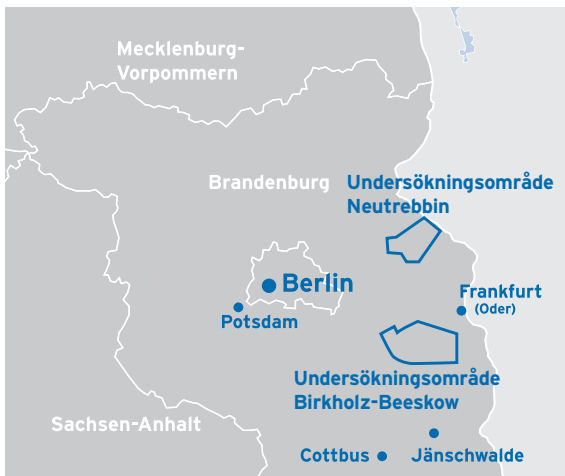 Mecklenburg-
Vorpommern
Brandenburg
Undersökningsområde
Neutrebbin
Berlin
Potsdam
Frankfurt
(Oder)
Undersökningsområde
Birkholz-Beeskow
Sachsen-Anhalt
Cottbus
Jänschwalde